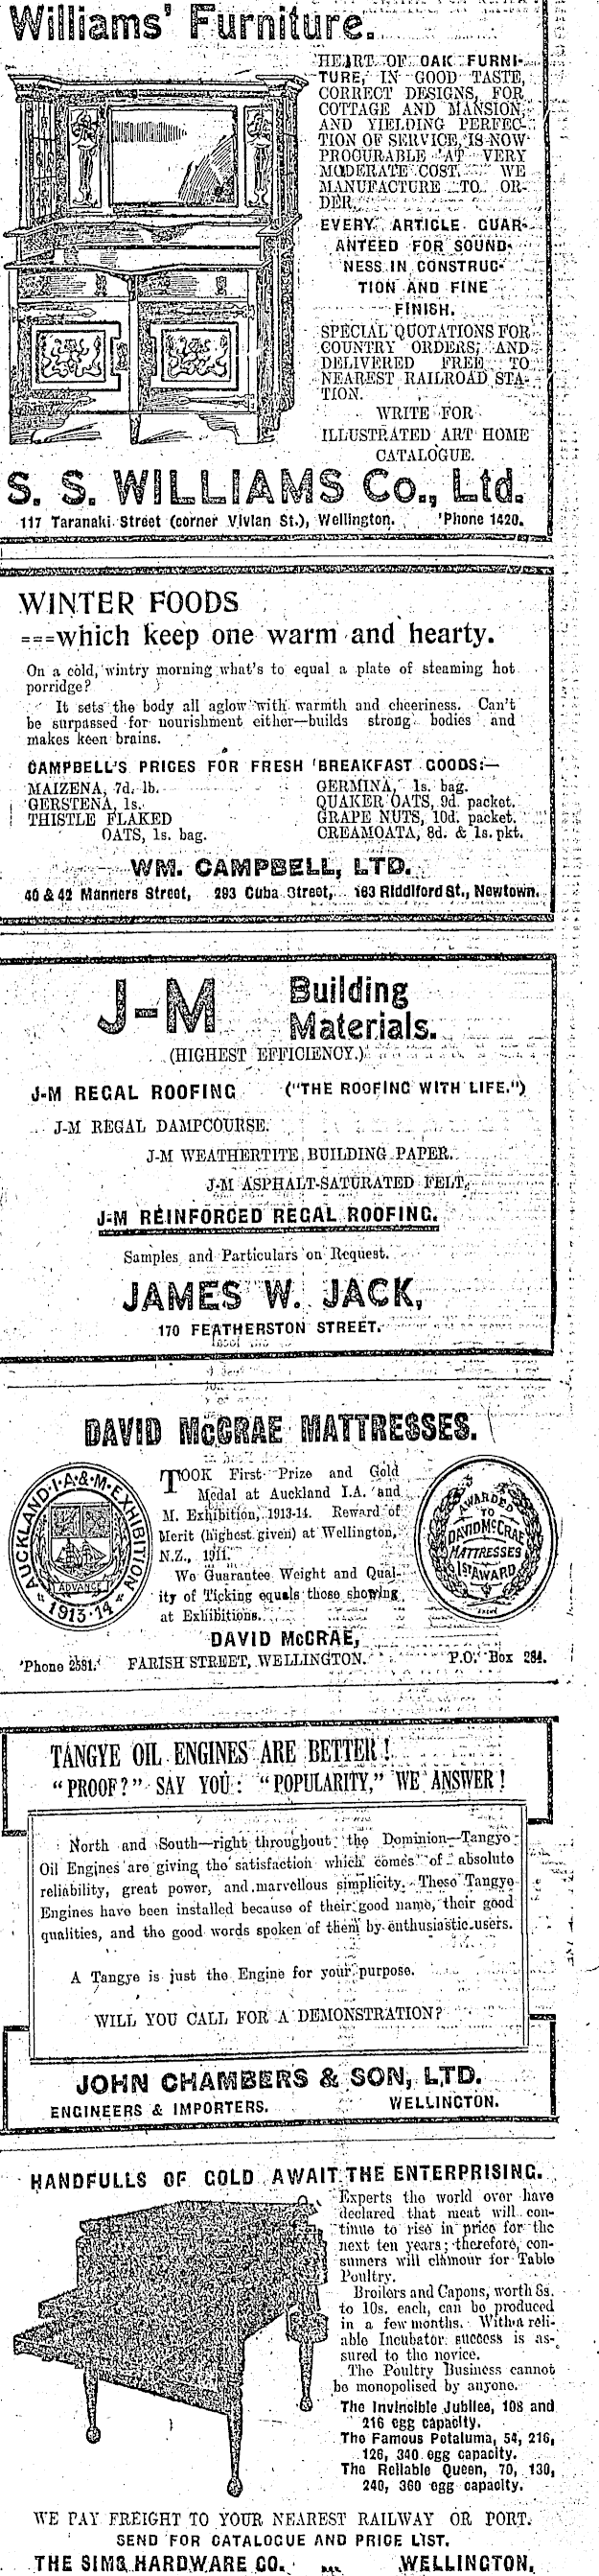 Williams' Furniture.
HEART OF OAK FURNI-
TURE, IN GOOD TASTE,
CORRECT DESIGNS, FOR
COTTAGE AND MANSION,
AND YIELDING PERFEC-
TION OF SERVICE, IS NOW
PROCURABLE AT VERY
MODERATE COST. WE
MANUFACTURE TO OR-
DER.
EVERY ARTICLE GUAR-
ANTEED FOR SOUND-
NESS IN CONSTRUC-
TION AND FINE
FINISH.
SPECIAL QUOTATIONS FOR
COUNTRY ORDERS; AND
DELIVERED FREE TO
NEAREST RAILROAD STA-
TION.
WRITE FOR
ILLUSTRATED ART HOME
CATALOGUE.
S. S. WILLIAMS Co., Ltd.
117 Taranaki Street (corner Vivian St.), Wellington. 'Phone 1420.
WINTER FOODS
===which keep one warm and hearty.
On a cold, wintry morning what's to equal a plate of steaming hot
porridge?
It sets the body all aglow with warmth and cheeriness. Can't
be surpassed for nourishment either—builds strong bodies and
makes keen brains.
CAMPBELL'S PRICES FOR FRESH BREAKFAST GOODS:—
MAIZENA, 7d. lb.
GERSTENA, 1s.
THISTLE FLAKED
OATS, 1s. bag.
GERMINA, 1s. bag.
QUAKER OATS, 9d. packet.
GRAPE NUTS, 10d. packet.
CREAMOATA, 8d. & 1s. pkt.
WM. CAMPBELL, LTD.
40 & 42 Manners Street, 293 Cuba Street, 163 Riddiford St., Newtown.
J-M Building
Materials.
(HIGHEST EFFICIENCY.)
J-M REGAL ROOFING ("THE ROOFING WITH LIFE.")
J-M REGAL DAMPCOURSE.
J-M WEATHERTITE BUILDING PAPER.
J-M ASPHALT-SATURATED FELT.
J-M REINFORCED REGAL ROOFING.
Samples and Particulars on Request.
JAMES W. JACK,
170 FEATHERSTON STREET.
DAVID McCRAE MATTRESSES.
AUCKLAND·I·A·&·M·EXHIBITION
ADVANCE
1913-14
TOOK First Prize and Gold
Medal at Auckland I.A. and
M. Exhibition, 1913-14. Reward of
Merit (highest given) at Wellington,
N.Z., 1911.
We Guarantee Weight and Qual-
ity of Ticking equals those showing
at Exhibitions.
AWARDED
TO
DAVID McCRAE
MATTRESSES
1ST AWARD
DAVID McCRAE,
'Phone 2581. FARISH STREET, WELLINGTON. P.O. Box 284.
TANGYE OIL ENGINES ARE BETTER!
"PROOF?" SAY YOU: "POPULARITY," WE ANSWER!
North and South—right throughout the Dominion—Tangye
Oil Engines are giving the satisfaction which comes of absolute
reliability, great power, and marvellous simplicity. These Tangye
Engines have been installed because of their good name, their good
qualities, and the good words spoken of them by enthusiastic users.
A Tangye is just the Engine for your purpose.
WILL YOU CALL FOR A DEMONSTRATION?
JOHN CHAMBERS & SON, LTD.
ENGINEERS & IMPORTERS. WELLINGTON.
HANDFULLS OF GOLD AWAIT THE ENTERPRISING.
Experts the world over have
declared that meat will con-
tinue to rise in price for the
next ten years; therefore, con-
sumers will clamour for Table
Poultry.
Broilers and Capons, worth 8s.
to 10s. each, can be produced
in a few months. With a reli-
able Incubator success is as-
sured to the novice.
The Poultry Business cannot
be monopolised by anyone.
The Invincible Jubilee, 108 and
216 egg capacity.
The Famous Petaluma, 54, 216,
126, 340 egg capacity.
The Reliable Queen, 70, 130,
240, 360 egg capacity.
WE PAY FREIGHT TO YOUR NEAREST RAILWAY OR PORT.
SEND FOR CATALOGUE AND PRICE LIST.
THE SIMS HARDWARE CO. ... WELLINGTON.